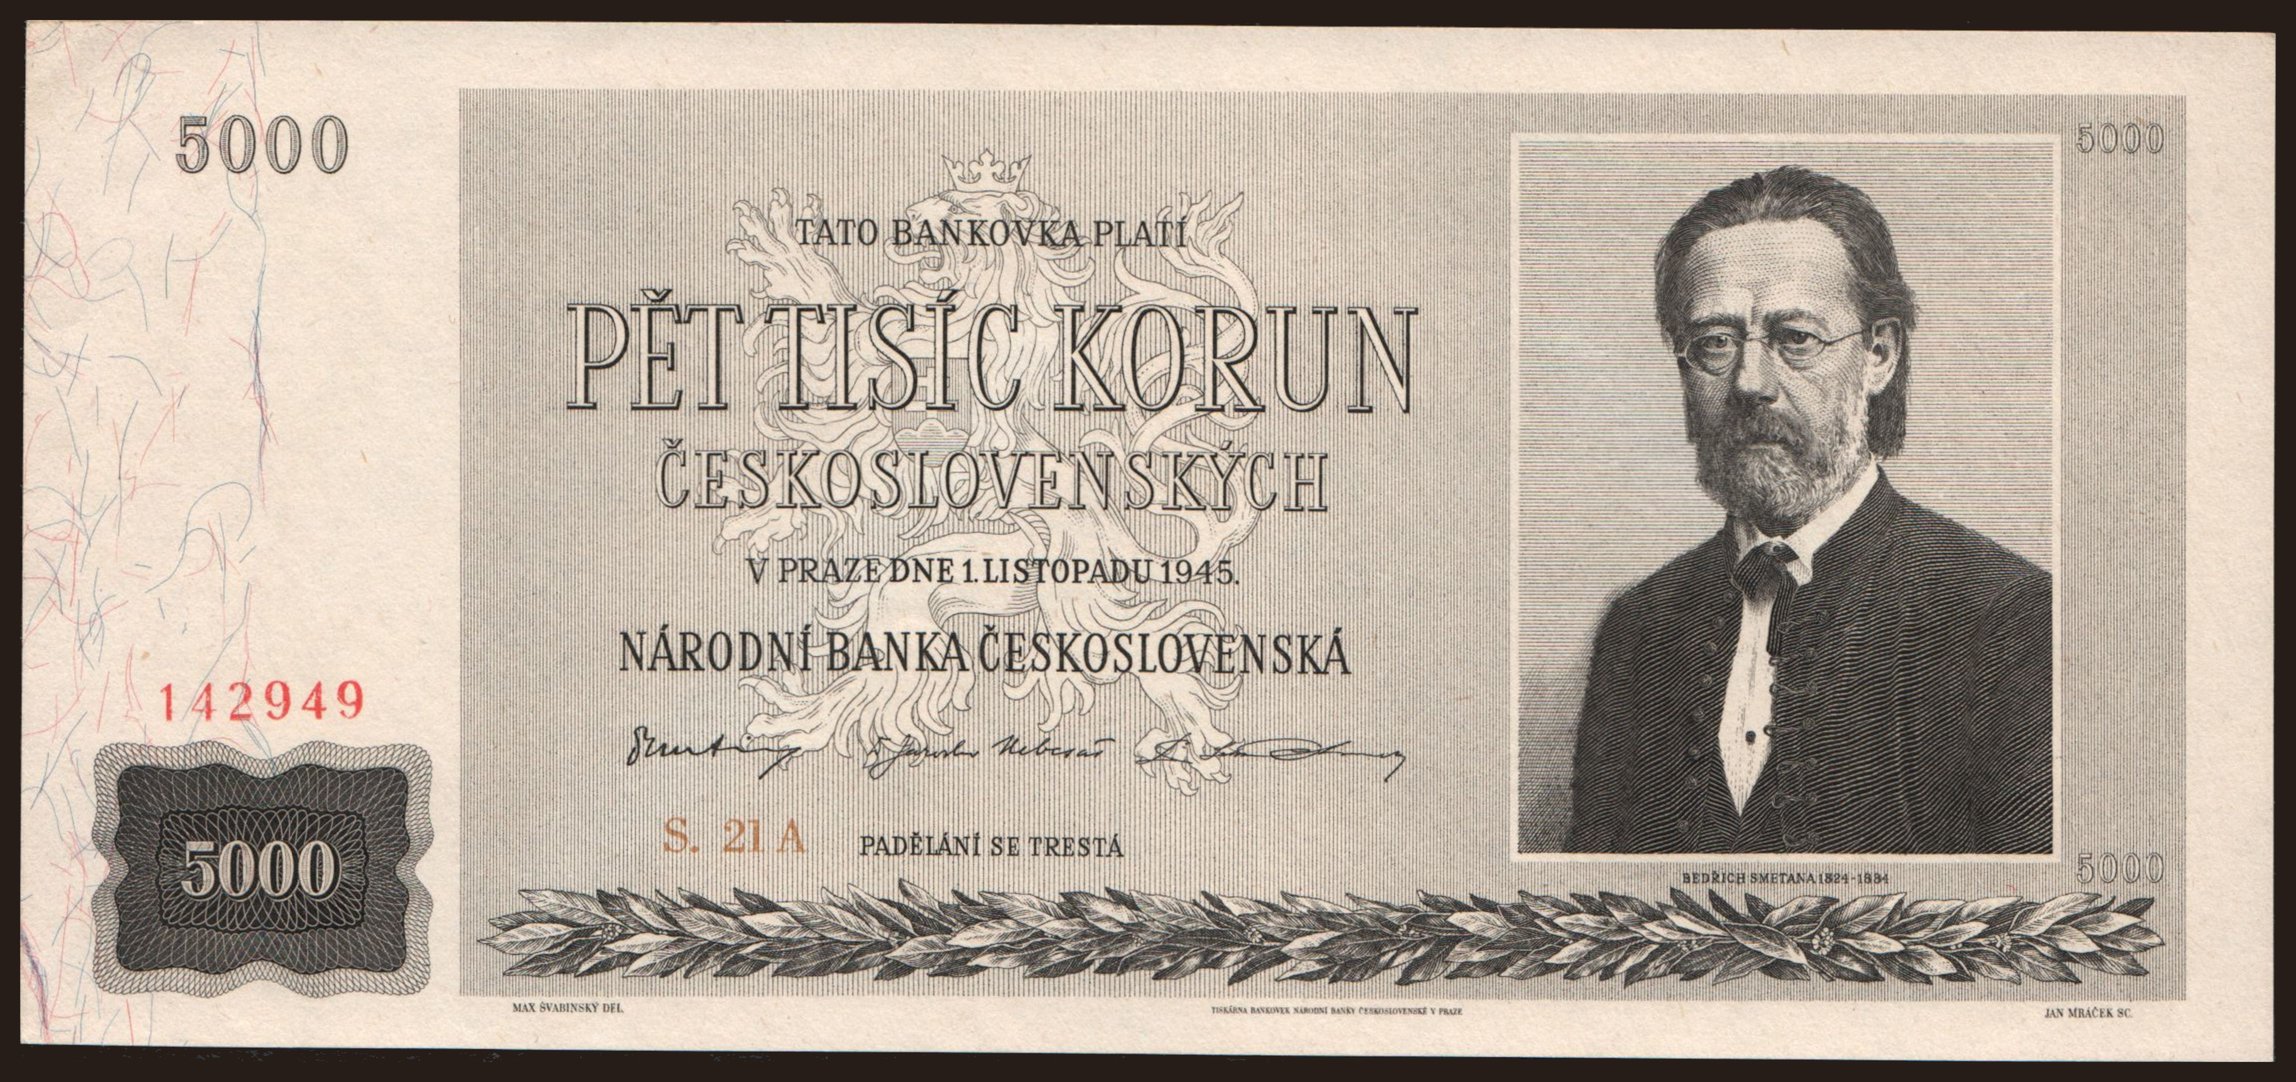 5000
5000
TATO BANKOVKA PLATÍ
PĚT TISÍC KORUN
ČESKOSLOVENSKÝCH
V PRAZE DNE 1. LISTOPADU 1945.
NÁRODNÍ BANKA ČESKOSLOVENSKÁ
142949
S. 21 A
PADĚLÁNÍ SE TRESTÁ
5000
BEDŘICH SMETANA 1824-1884
5000
MAX ŠVABINSKÝ DEL.
TISKÁRNA BANKOVEK NÁRODNÍ BANKY ČESKOSLOVENSKÉ V PRAZE
JAN MRÁČEK SC.